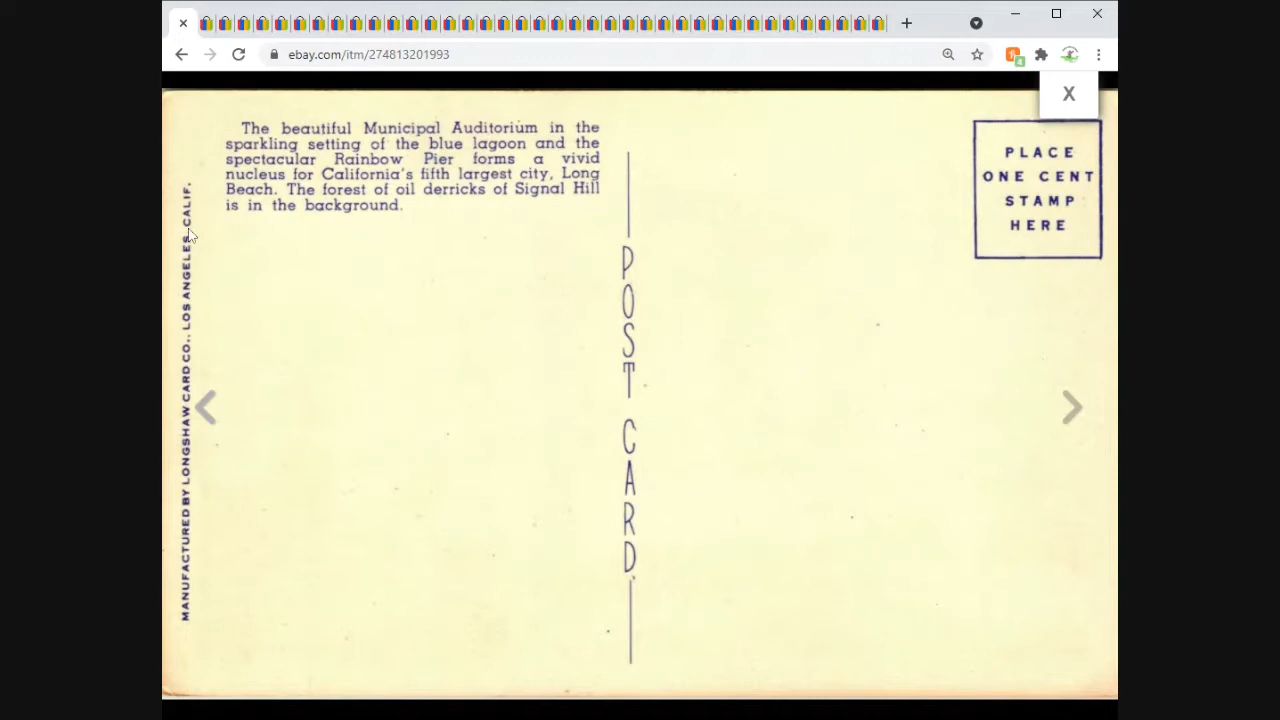 ebay.com/itm/274813201993
4
X
The beautiful Municipal Auditorium in the
sparkling setting of the blue lagoon and the
spectacular Rainbow Pier forms a vivid
nucleus for California's fifth largest city, Long
Beach. The forest of oil derricks of Signal Hill
is in the background.
MANUFACTURED BY LONGSHAW CARD CO., LOS ANGELES, CALIF.
POST CARD
PLACE
ONE CENT
STAMP
HERE